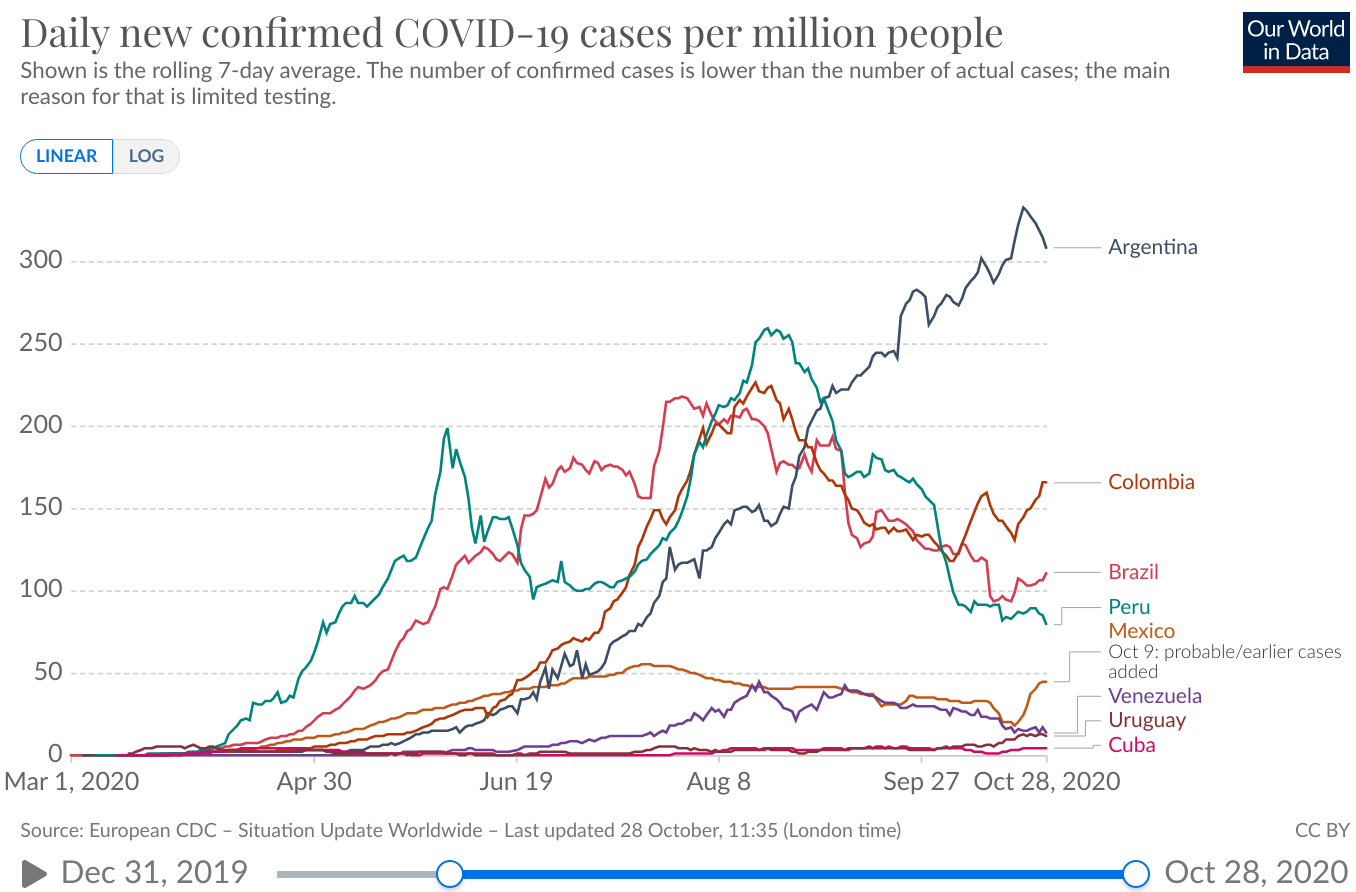 Daily new confirmed COVID-19 cases per million people
Our World
in Data
Shown is the rolling 7-day average. The number of confirmed cases is lower than the number of actual cases; the main
reason for that is limited testing.
LINEAR
LOG
300
250
200
150
100
50
0
Argentina
Colombia
Brazil
Peru
Mexico
Oct 9: probable/earlier cases
added
Venezuela
Uruguay
Cuba
Mar 1, 2020
Apr 30
Jun 19
Aug 8
Sep 27
Oct 28, 2020
Source: European CDC – Situation Update Worldwide – Last updated 28 October, 11:35 (London time)
CC BY
Dec 31, 2019
Oct 28, 2020